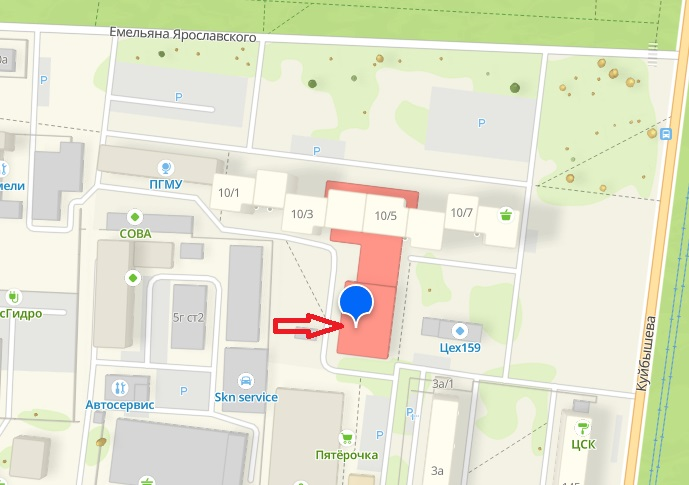 Емельяна Ярославского
0а
P
P
P
P
мели
ПГМУ
10/1
10/3
10/5
10/7
СОВА
сГидро
5г ст2
Цех159
Куйбышева
P
Автосервис
Skn service
3а/1
P
P
Пятёрочка
3а
ЦСК